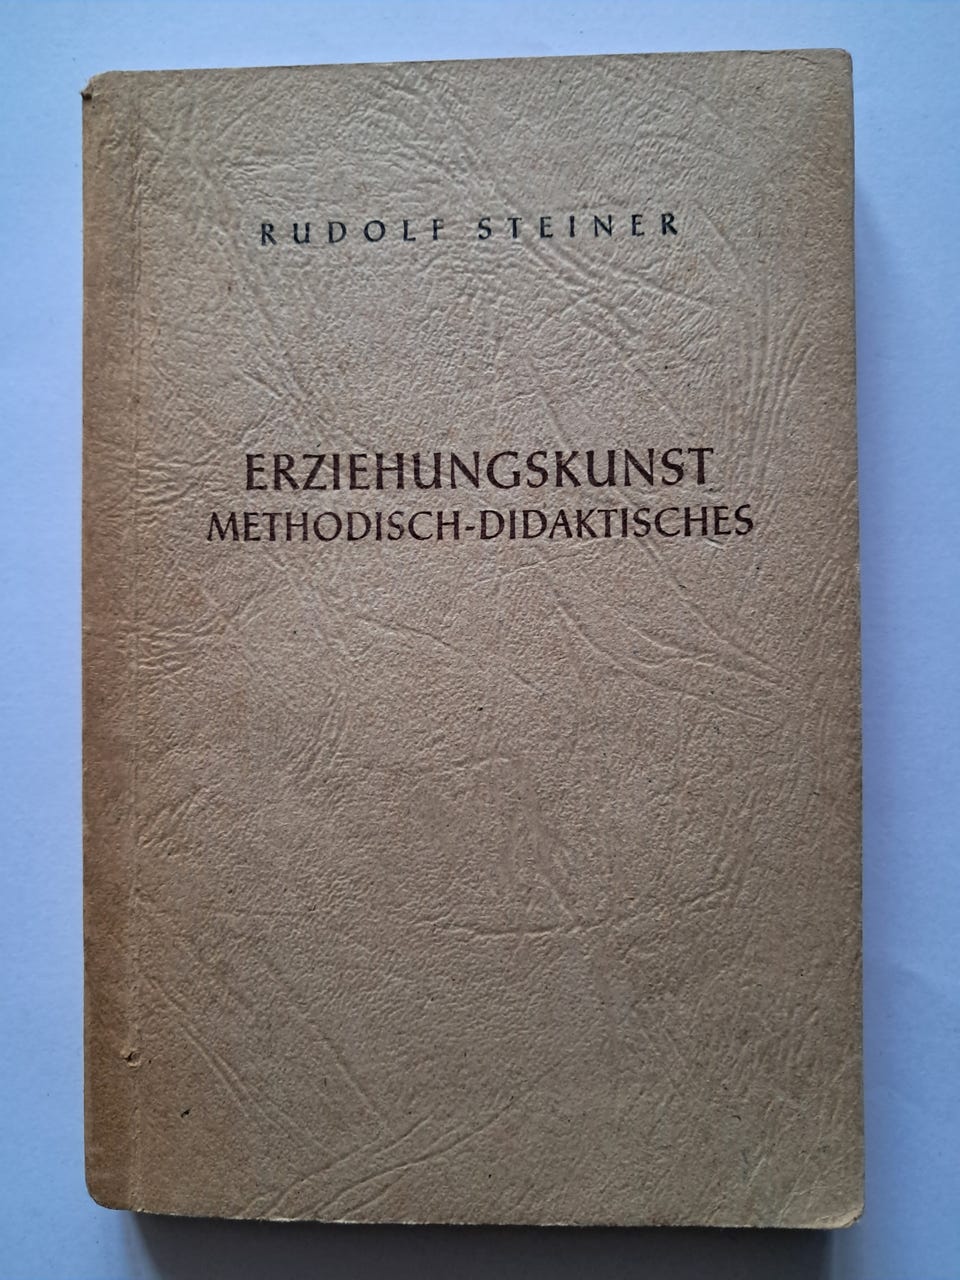 RUDOLF STEINER
ERZIEHUNGSKUNST
METHODISCH-DIDAKTISCHES